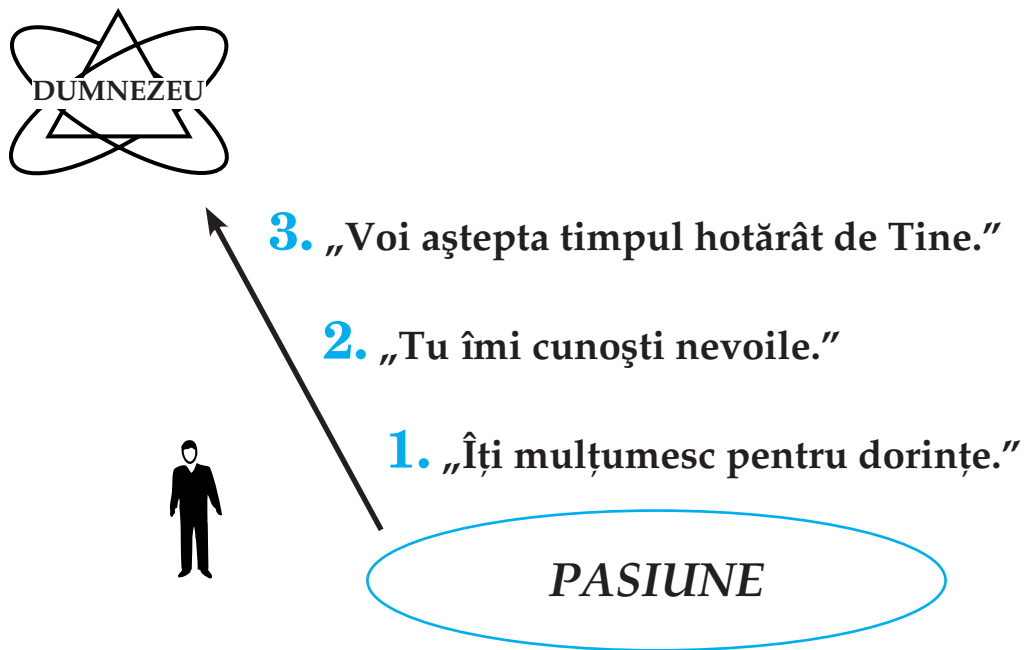 DUMNEZEU
3. „Voi aştepta timpul hotărât de Tine.”
2. „Tu îmi cunoşti nevoile.”
1. „Îți mulțumesc pentru dorințe.”
PASIUNE